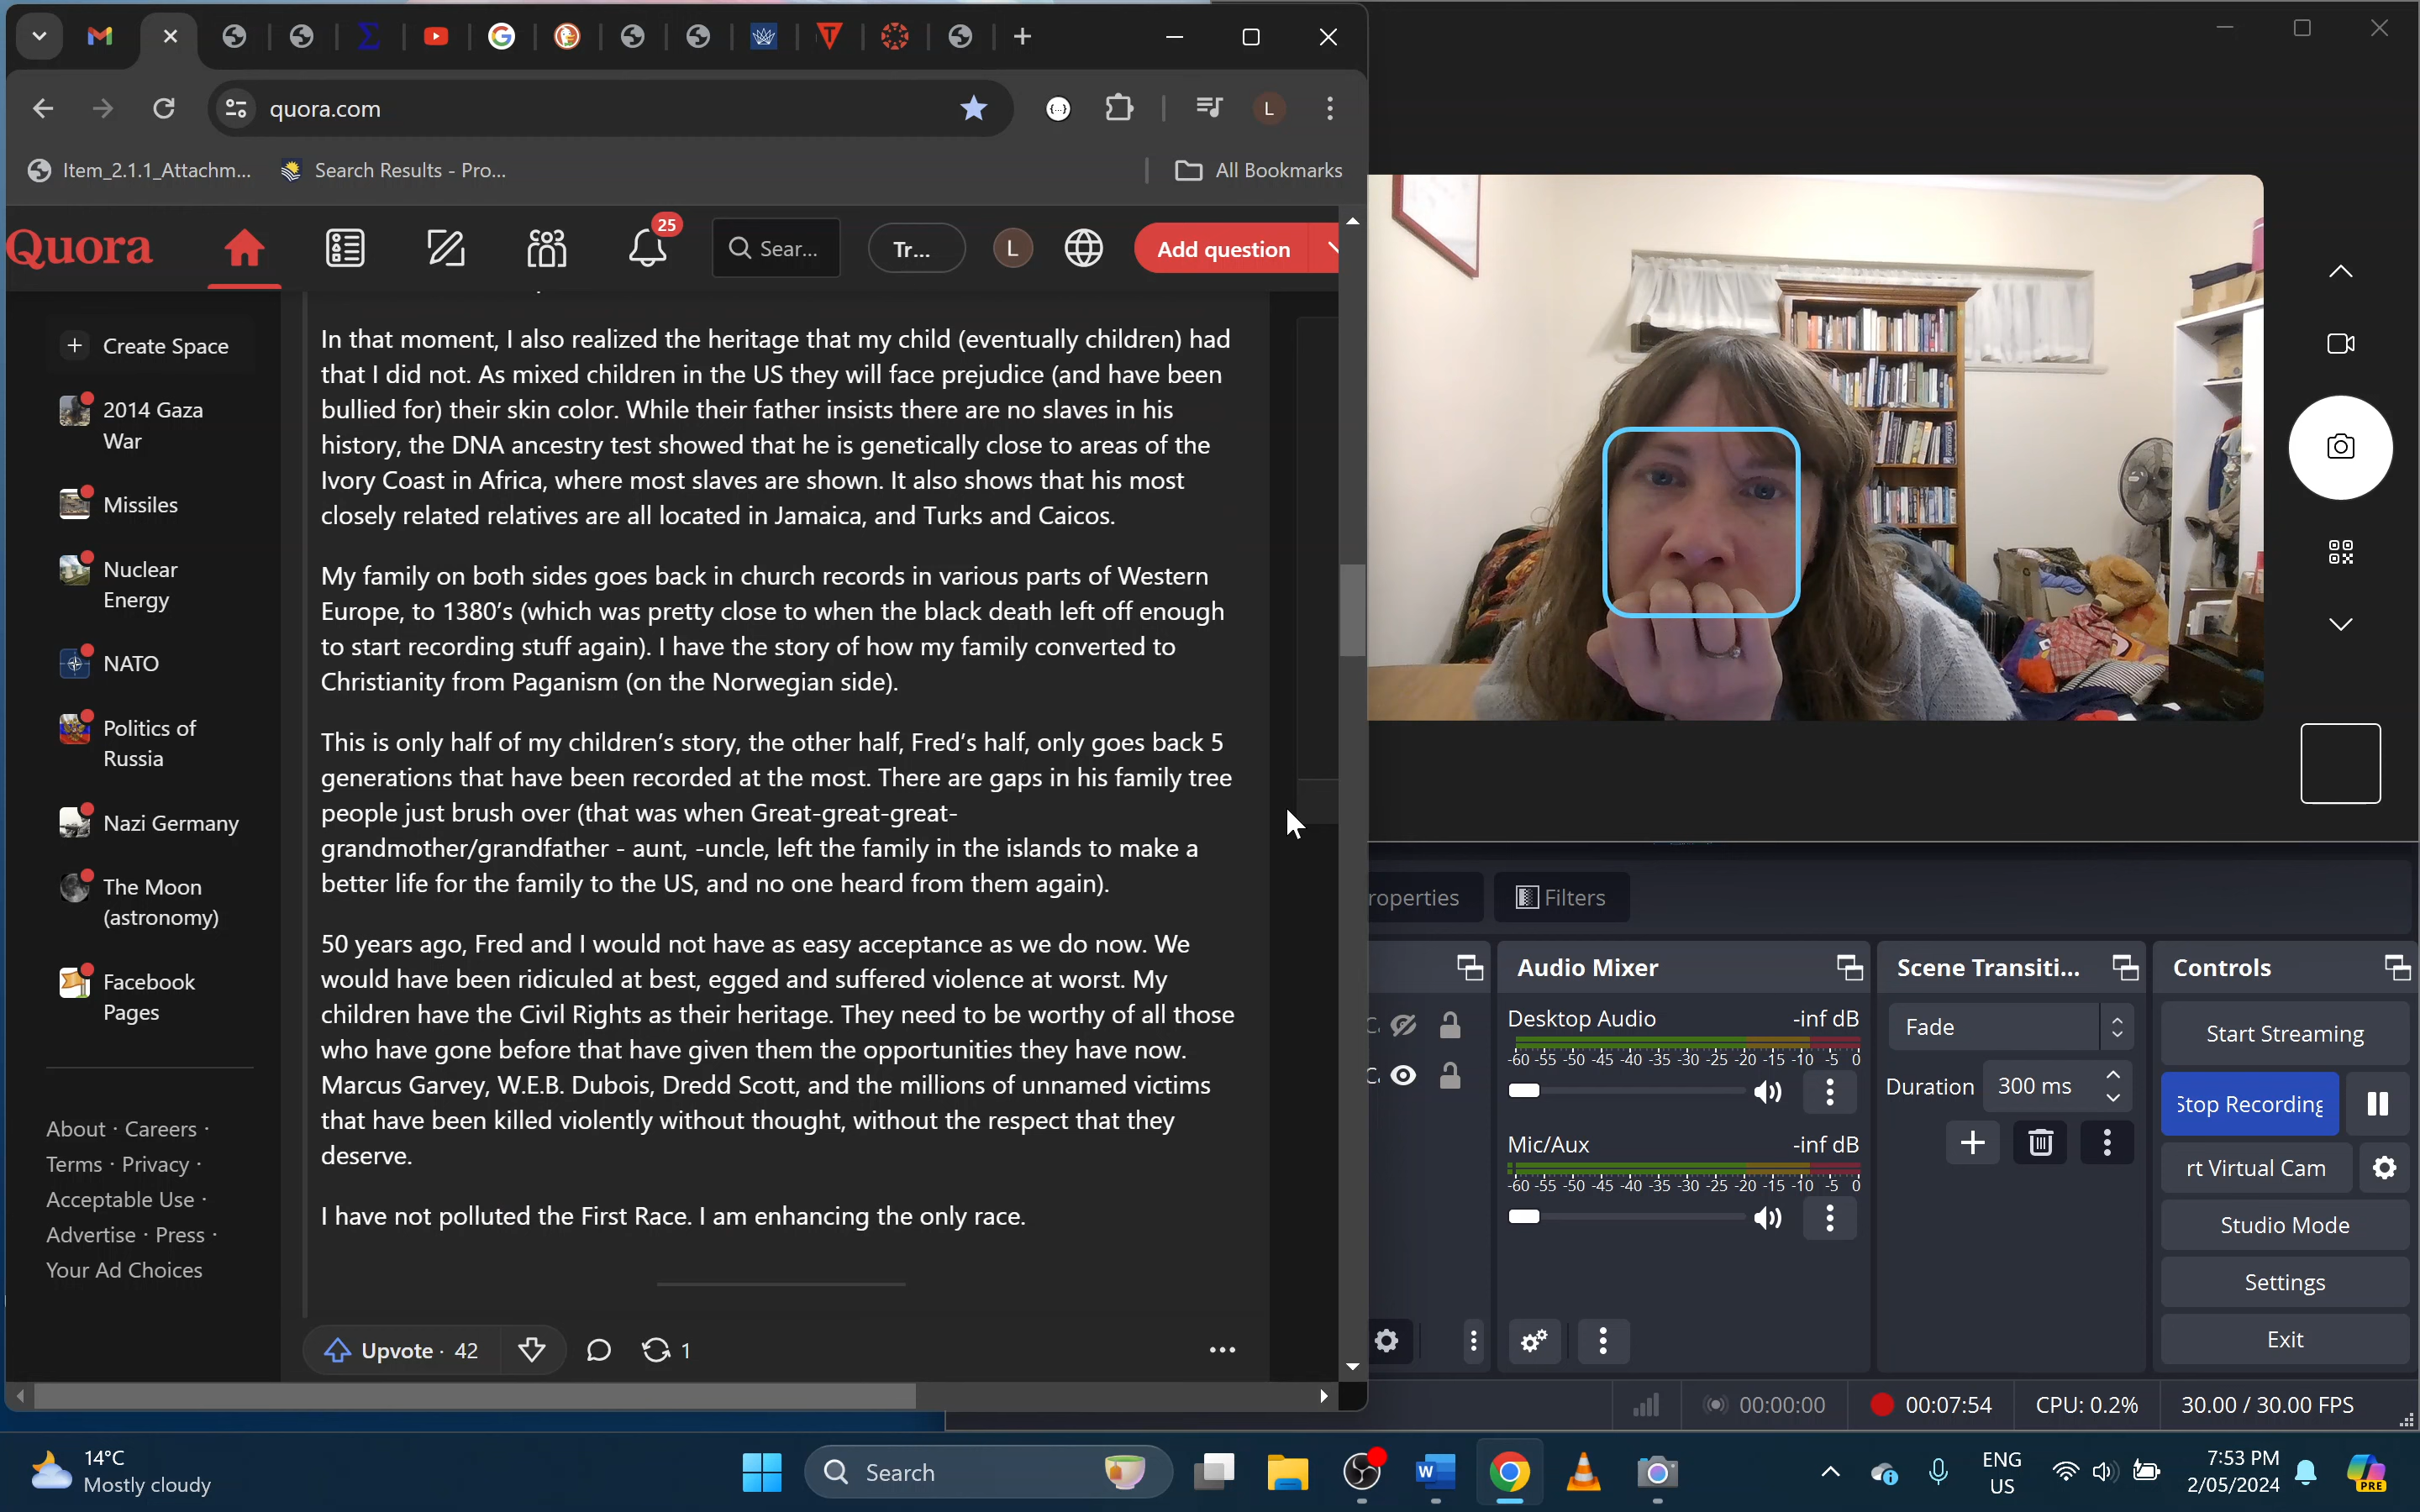 quora.com
Item_2.1.1_Attachm...
Search Results - Pro...
All Bookmarks
Quora
25
Sear...
Tr...
L
Add question
Create Space
2014 Gaza
War
Missiles
Nuclear
Energy
NATO
Politics of
Russia
Nazi Germany
The Moon
(astronomy)
Facebook
Pages
About · Careers ·
Terms · Privacy ·
Acceptable Use ·
Advertise · Press ·
Your Ad Choices
In that moment, I also realized the heritage that my child (eventually children) had
that I did not. As mixed children in the US they will face prejudice (and have been
bullied for) their skin color. While their father insists there are no slaves in his
history, the DNA ancestry test showed that he is genetically close to areas of the
Ivory Coast in Africa, where most slaves are shown. It also shows that his most
closely related relatives are all located in Jamaica, and Turks and Caicos.
My family on both sides goes back in church records in various parts of Western
Europe, to 1380's (which was pretty close to when the black death left off enough
to start recording stuff again). I have the story of how my family converted to
Christianity from Paganism (on the Norwegian side).
This is only half of my children's story, the other half, Fred's half, only goes back 5
generations that have been recorded at the most. There are gaps in his family tree
people just brush over (that was when Great-great-great-
grandmother/grandfather - aunt, -uncle, left the family in the islands to make a
better life for the family to the US, and no one heard from them again).
50 years ago, Fred and I would not have as easy acceptance as we do now. We
would have been ridiculed at best, egged and suffered violence at worst. My
children have the Civil Rights as their heritage. They need to be worthy of all those
who have gone before that have given them the opportunities they have now.
Marcus Garvey, W.E.B. Dubois, Dredd Scott, and the millions of unnamed victims
that have been killed violently without thought, without the respect that they
deserve.
I have not polluted the First Race. I am enhancing the only race.
Upvote · 42
1
roperties
Filters
Audio Mixer
Desktop Audio
-inf dB
-60 -55 -50 -45 -40 -35 -30 -25 -20 -15 -10 -5 0
Mic/Aux
-inf dB
-60 -55 -50 -45 -40 -35 -30 -25 -20 -15 -10 -5 0
Scene Transiti...
Fade
Duration
300 ms
Controls
Start Streaming
Stop Recording
rt Virtual Cam
Studio Mode
Settings
Exit
00:00:00
00:07:54
CPU: 0.2%
30.00 / 30.00 FPS
14°C
Mostly cloudy
Search
ENG
US
7:53 PM
2/05/2024
PRE